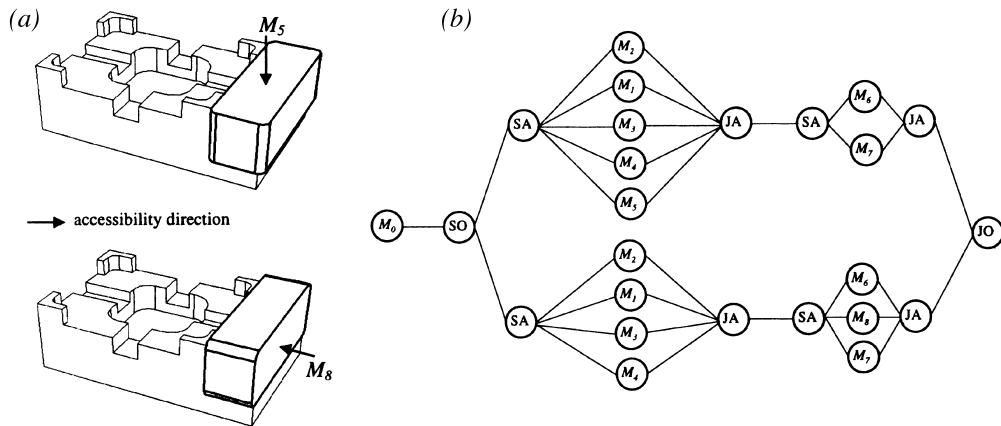 (a)
M5
accessibility direction
M8
(b)
M2
M1
M3
M4
M5
SA
JA
SA
M6
M7
JA
M0
SO
JO
M2
M1
M3
M4
SA
JA
SA
M6
M8
M7
JA